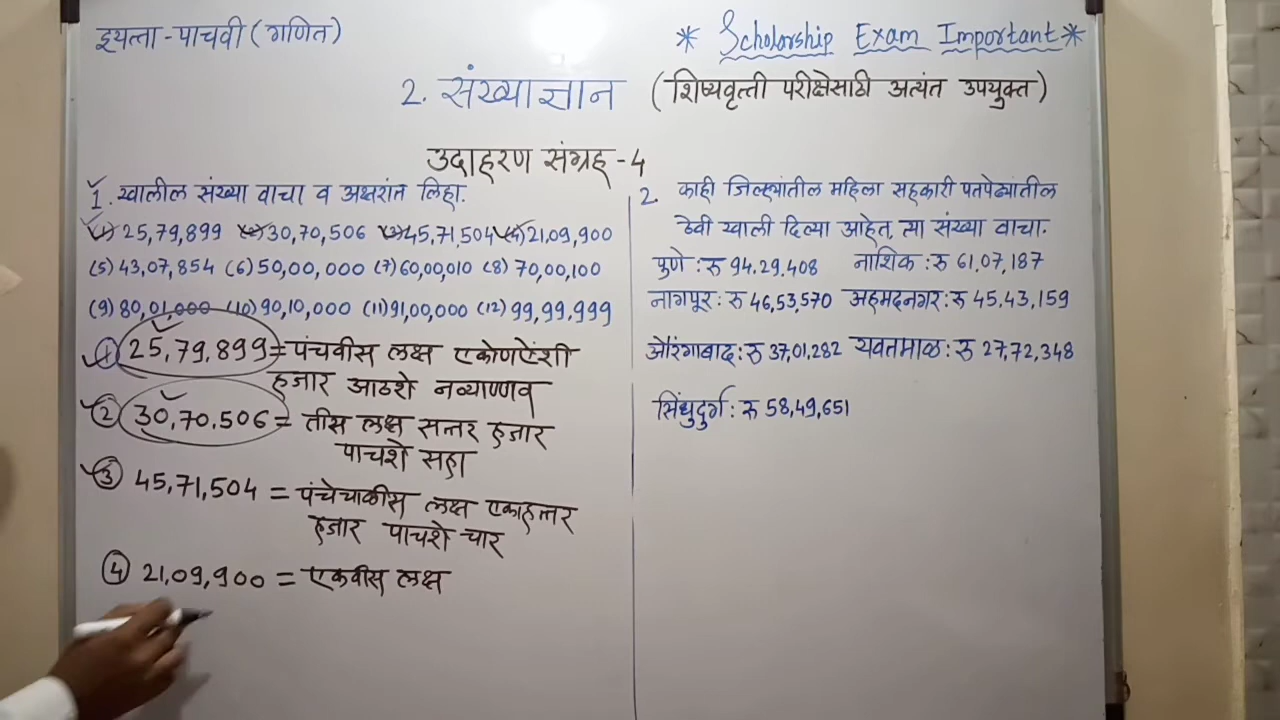 इयत्ता - पाचवी (गणित)
* Scholorship Exam Important *
2. संख्याज्ञान (शिष्यवृत्ती परीक्षेसाठी अत्यंत उपयुक्त)
उदाहरण संग्रह - 4
1. खालील संख्या वाचा व अक्षरांत लिहा.
(1) 25,79,899 (2) 30,70,506 (3) 45,71,504 (4) 21,09,900
(5) 43,07,854 (6) 50,00,000 (7) 60,00,010 (8) 70,00,100
(9) 80,01,000 (10) 90,10,000 (11) 91,00,000 (12) 99,99,999
1 25,79,899 = पंचवीस लक्ष एकोणऐंशी
हजार आठशे नव्याण्णव
2 30,70,506 = तीस लक्ष सत्तर हजार
पाचशे सहा
3 45,71,504 = पंचेचाळीस लक्ष एकाहत्तर
हजार पाचशे चार
4 21,09,900 = एकवीस लक्ष
2. काही जिल्ह्यांतील महिला सहकारी पतपेढ्यांतील
ठेवी खाली दिल्या आहेत, त्या संख्या वाचा.
पुणे : रु 94,29,408 नाशिक : रु 61,07,187
नागपूर : रु 46,53,570 अहमदनगर : रु 45,43,159
औरंगाबाद : रु 37,01,282 यवतमाळ : रु 27,72,348
सिंधुदुर्ग : रु 58,49,651